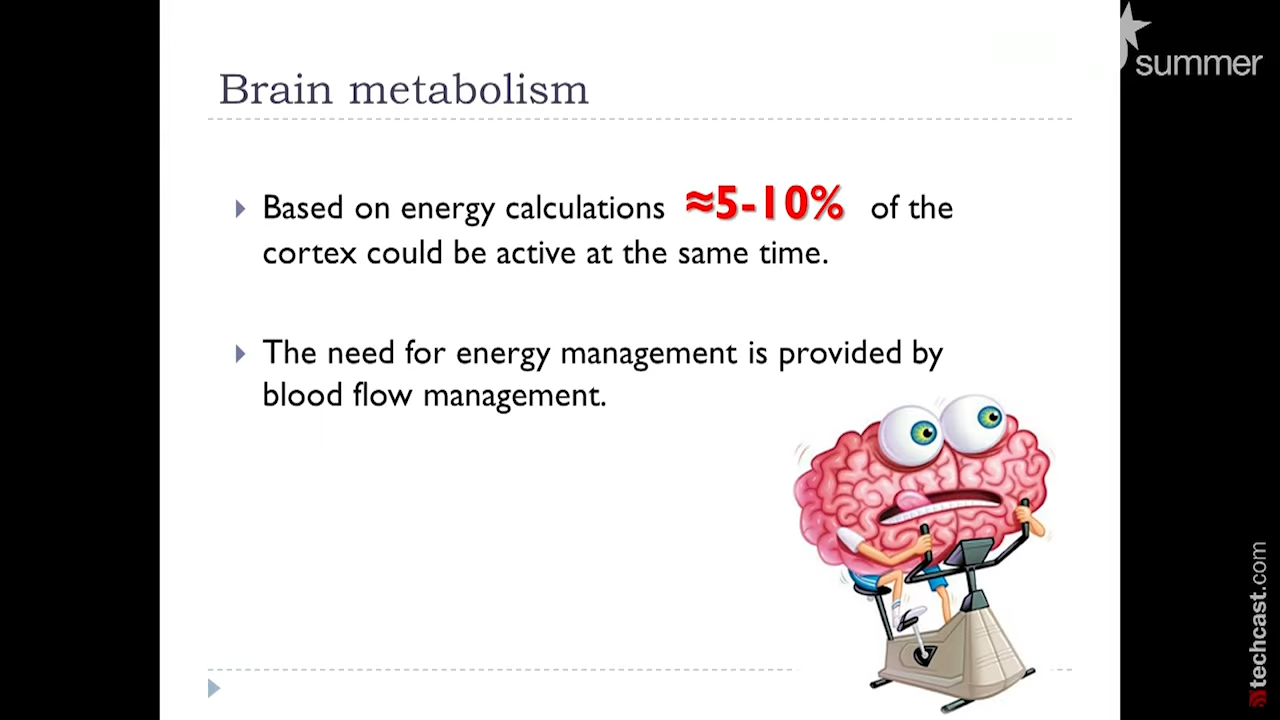 summer
Brain metabolism
Based on energy calculations ≈5-10% of the
cortex could be active at the same time.
The need for energy management is provided by
blood flow management.
techcast.com